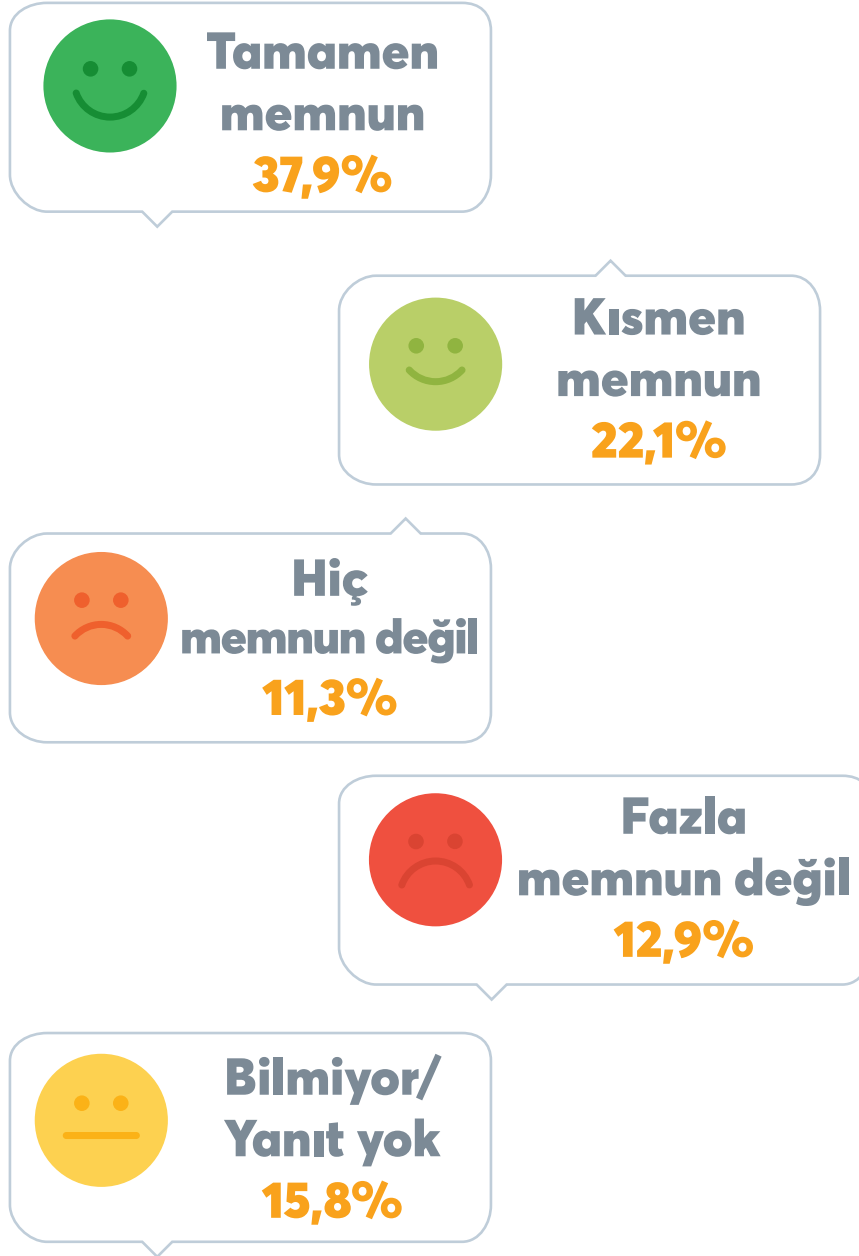 Tamamen
memnun
37,9%
Kısmen
memnun
22,1%
Hiç
memnun değil
11,3%
Fazla
memnun değil
12,9%
Bilmiyor/
Yanıt yok
15,8%